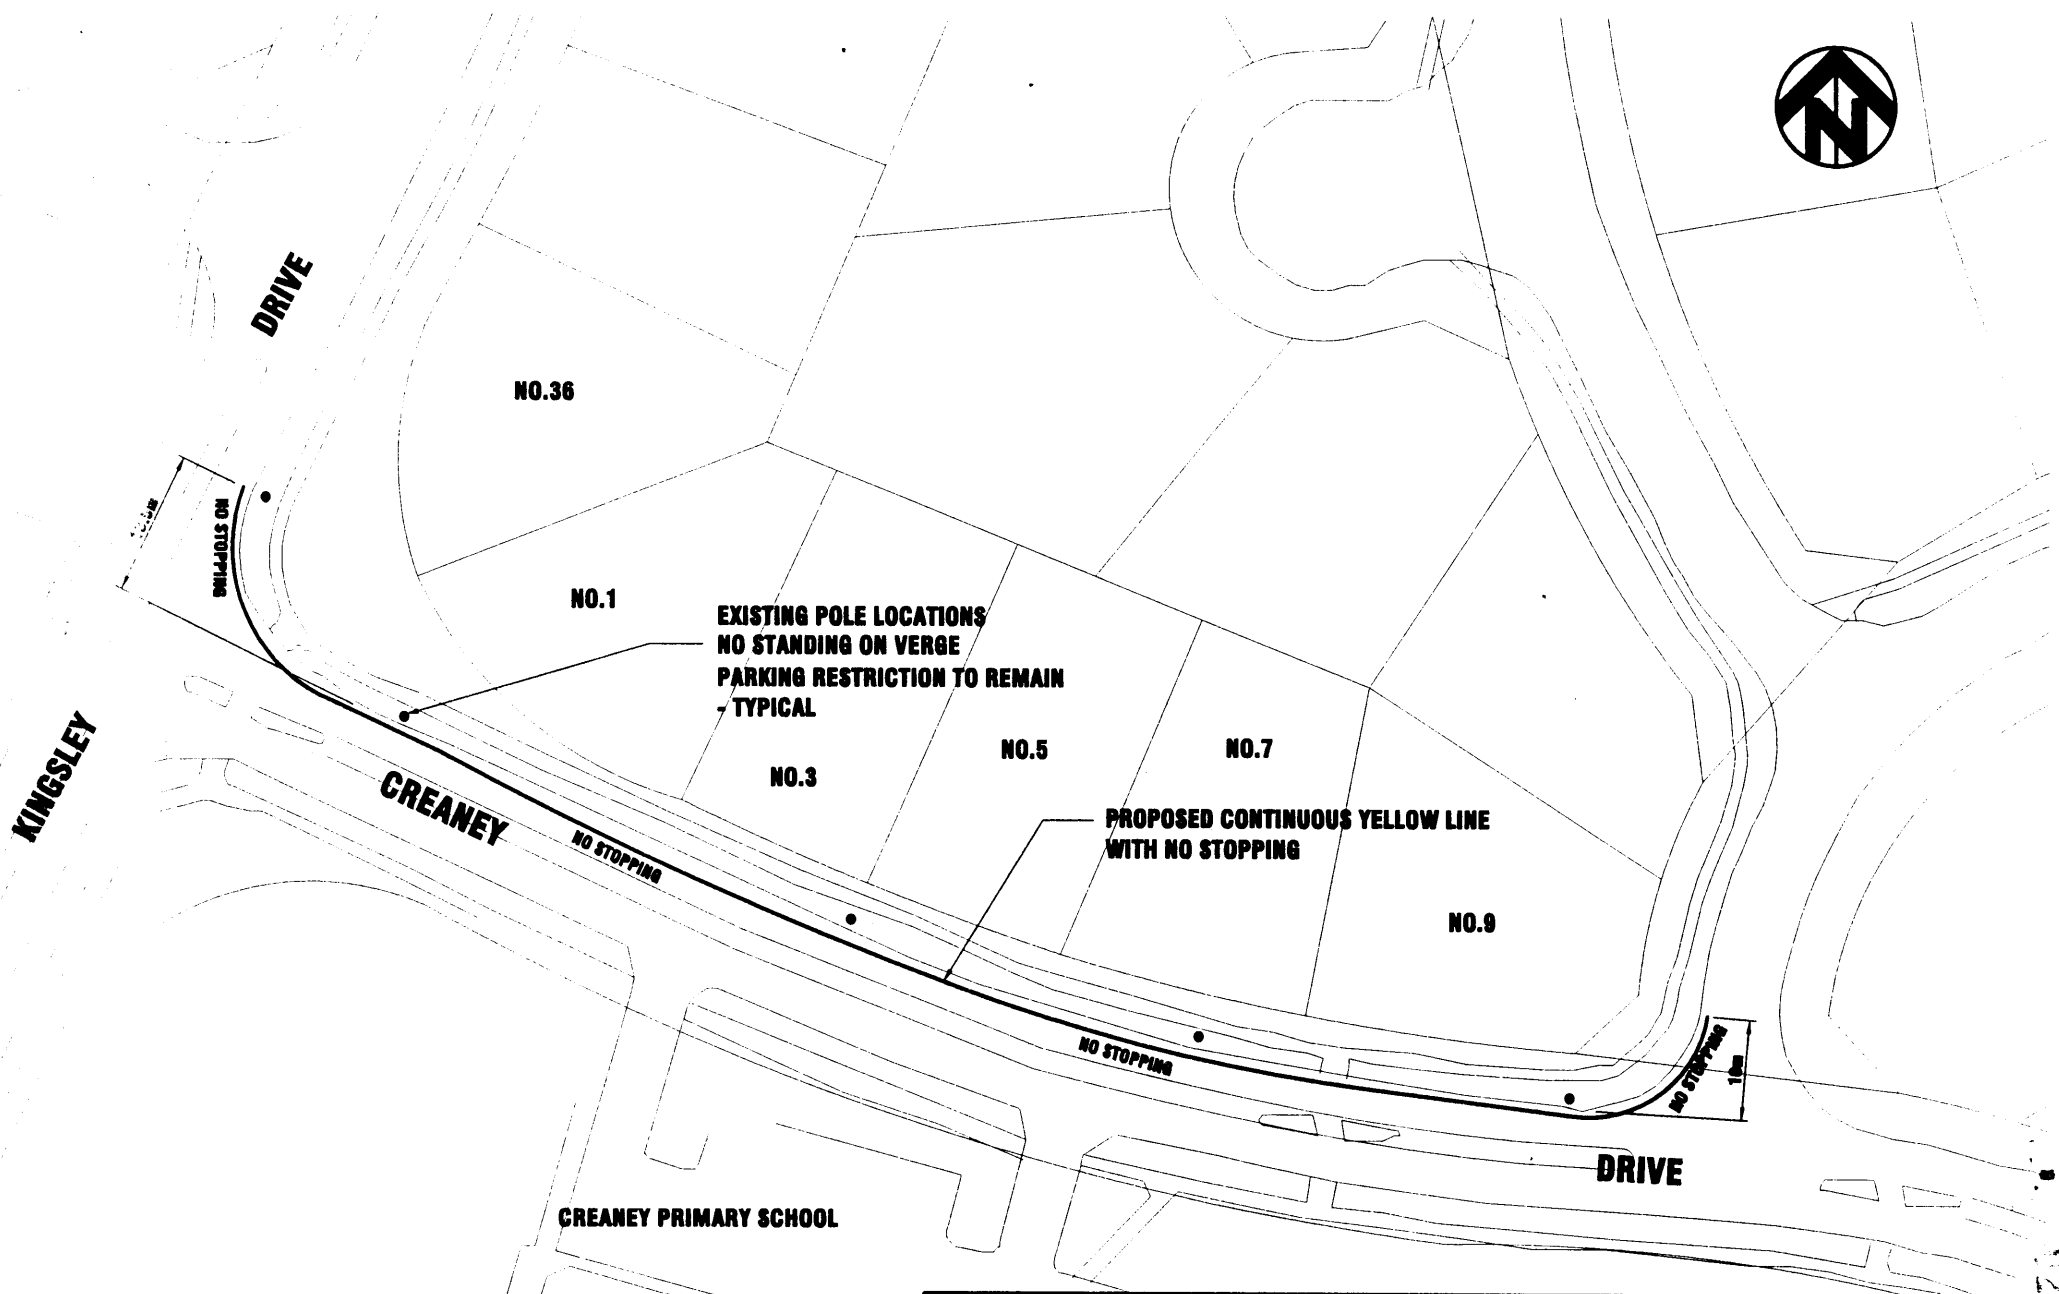 N
DRIVE
NO.36
NO STOPPING
NO.1
EXISTING POLE LOCATIONS
NO STANDING ON VERGE
PARKING RESTRICTION TO REMAIN
- TYPICAL
KINGSLEY
CREANEY
NO.3
NO.5
NO.7
NO STOPPING
PROPOSED CONTINUOUS YELLOW LINE
WITH NO STOPPING
NO.9
NO STOPPING
NO STOPPING
10m
DRIVE
CREANEY PRIMARY SCHOOL